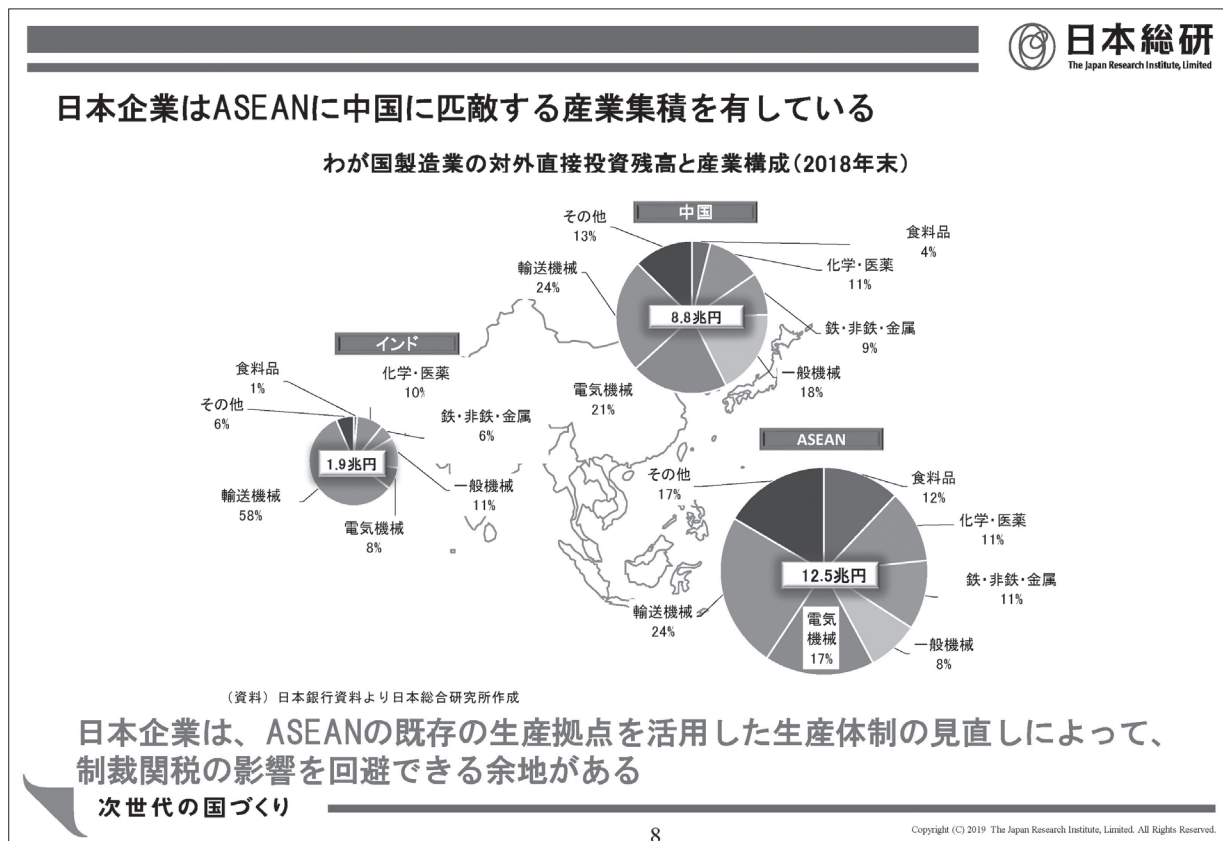 日本総研
The Japan Research Institute, Limited
日本企業はASEANに中国に匹敵する産業集積を有している
わが国製造業の対外直接投資残高と産業構成(2018年末)
中国
その他
13%
食料品
4%
輸送機械
24%
化学・医薬
11%
8.8兆円
鉄・非鉄・金属
9%
一般機械
18%
電気機械
21%
インド
食料品
1%
化学・医薬
10%
その他
6%
鉄・非鉄・金属
6%
1.9兆円
一般機械
11%
輸送機械
58%
電気機械
8%
ASEAN
その他
17%
食料品
12%
化学・医薬
11%
12.5兆円
鉄・非鉄・金属
11%
輸送機械
24%
電気
機械
17%
一般機械
8%
(資料)日本銀行資料より日本総合研究所作成
日本企業は、ASEANの既存の生産拠点を活用した生産体制の見直しによって、
制裁関税の影響を回避できる余地がある
次世代の国づくり
8
Copyright (C) 2019 The Japan Research Institute, Limited. All Rights Reserved.